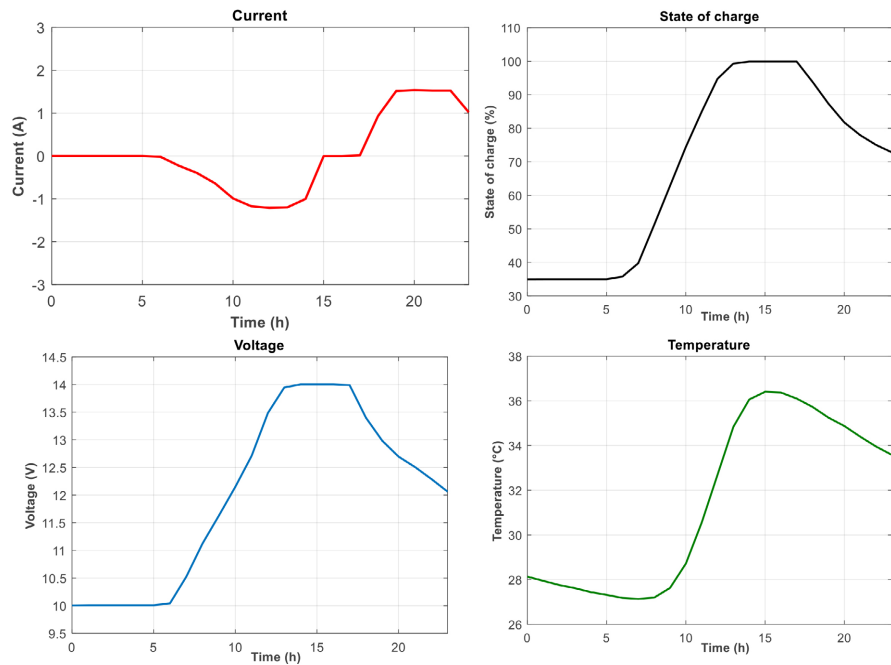 Current
3
2
1
0
-1
-2
-3
Current (A)
0 5 10 15 20
Time (h)
State of charge
110
100
90
80
70
60
50
40
30
State of charge (%)
0 5 10 15 20
Time (h)
Voltage
14.5
14
13.5
13
12.5
12
11.5
11
10.5
10
9.5
Voltage (V)
0 5 10 15 20
Time (h)
Temperature
38
36
34
32
30
28
26
Temperature (°C)
0 5 10 15 20
Time (h)